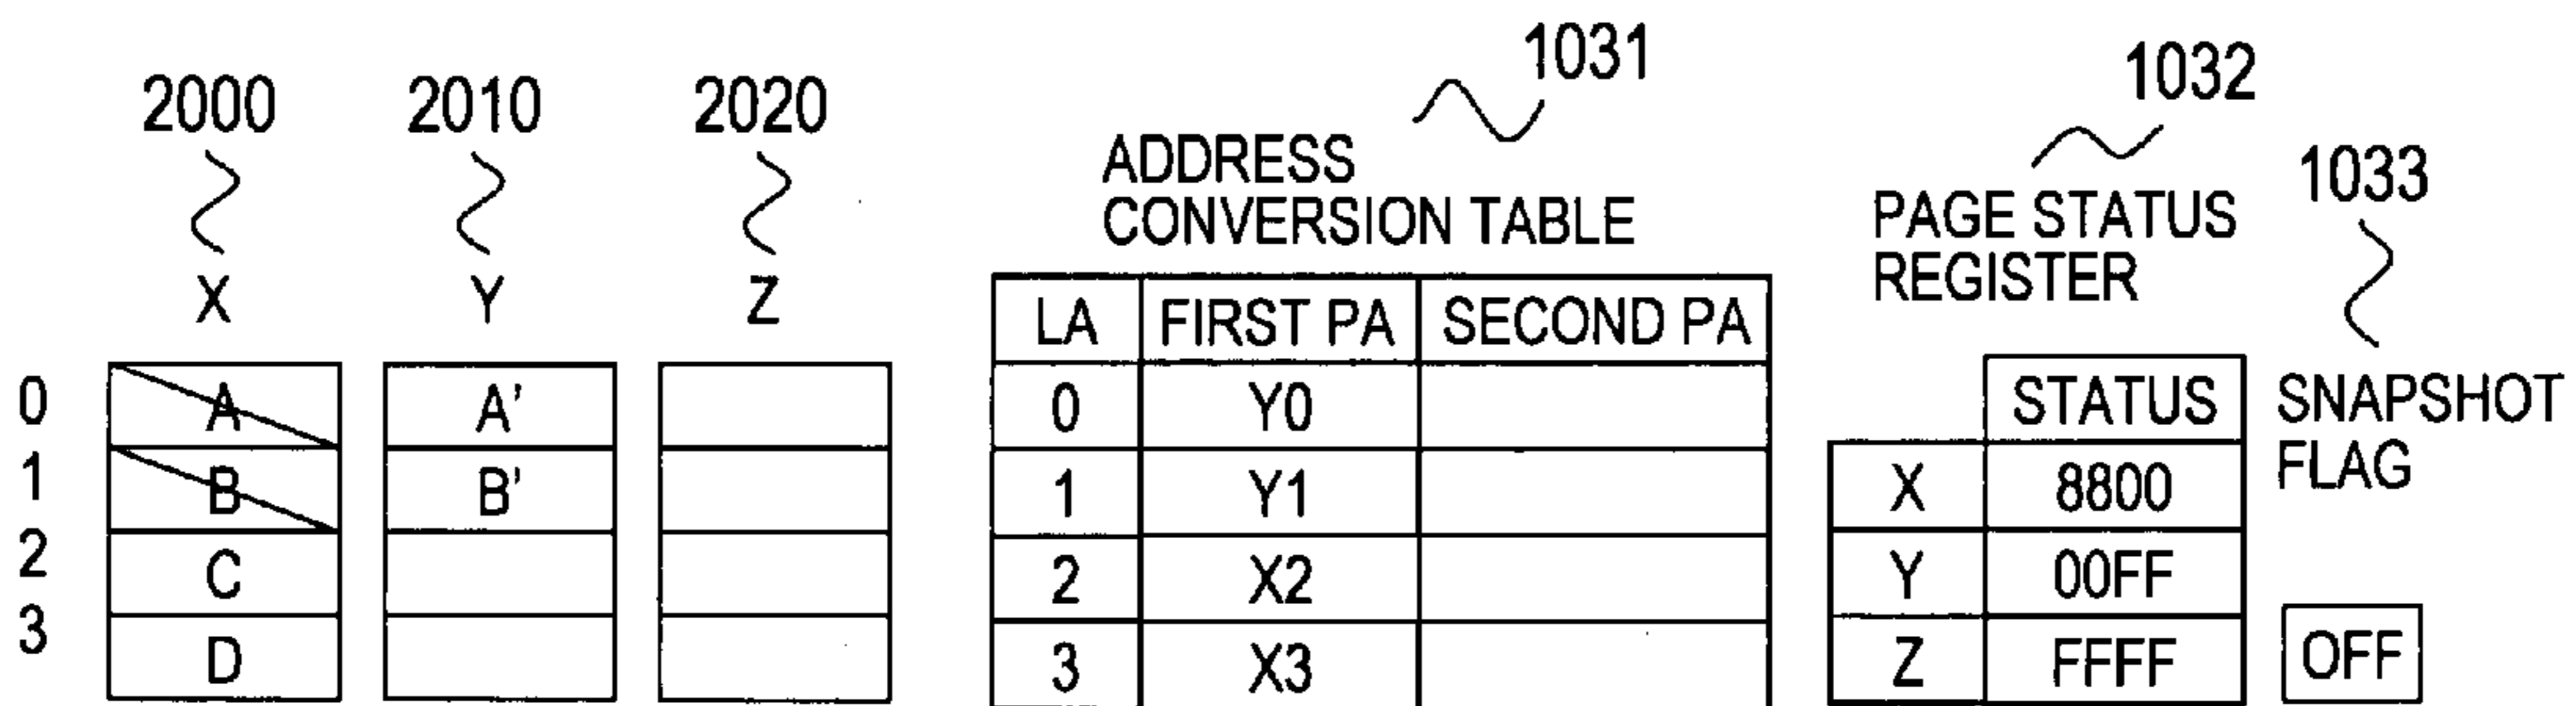 2000 2010 2020 1031 1032 1033
X Y Z
ADDRESS
CONVERSION TABLE
PAGE STATUS
REGISTER
SNAPSHOT
FLAG
0 A A'
1 B B'
2 C
3 D
LA FIRST PA SECOND PA
0 Y0
1 Y1
2 X2
3 X3
STATUS
X 8800
Y 00FF
Z FFFF
OFF